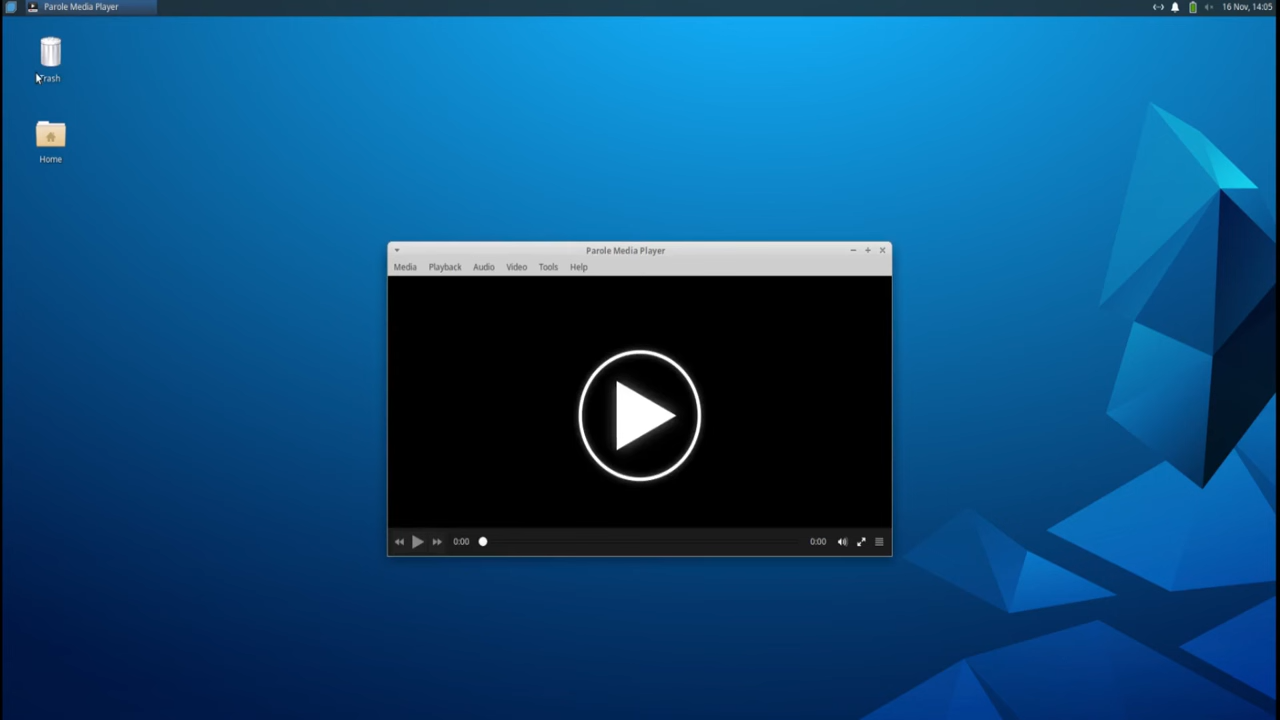 Parole Media Player
16 Nov, 14:05
Trash
Home
Parole Media Player
Media Playback Audio Video Tools Help
0:00
0:00